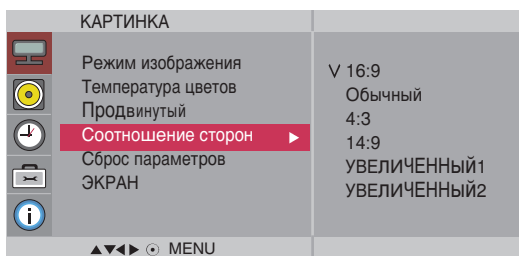 КАРТИНКА
Режим изображения
Температура цветов
Продвинутый
Соотношение сторон
Сброс параметров
ЭКРАН
V 16:9
Обычный
4:3
14:9
УВЕЛИЧЕННЫЙ1
УВЕЛИЧЕННЫЙ2
MENU